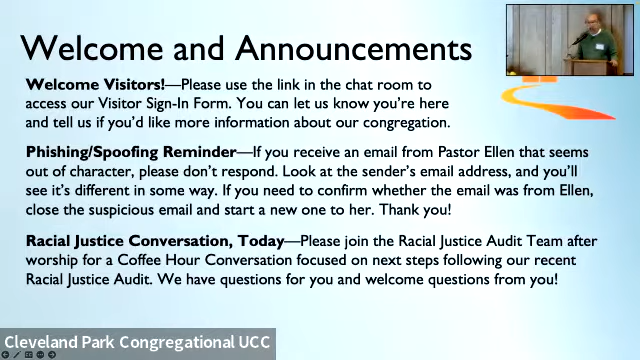 Welcome and Announcements
Welcome Visitors!—Please use the link in the chat room to
access our Visitor Sign-In Form. You can let us know you're here
and tell us if you'd like more information about our congregation.
Phishing/Spoofing Reminder—If you receive an email from Pastor Ellen that seems
out of character, please don't respond. Look at the sender's email address, and you'll
see it's different in some way. If you need to confirm whether the email was from Ellen,
close the suspicious email and start a new one to her. Thank you!
Racial Justice Conversation, Today—Please join the Racial Justice Audit Team after
worship for a Coffee Hour Conversation focused on next steps following our recent
Racial Justice Audit. We have questions for you and welcome questions from you!
Cleveland Park Congregational UCC